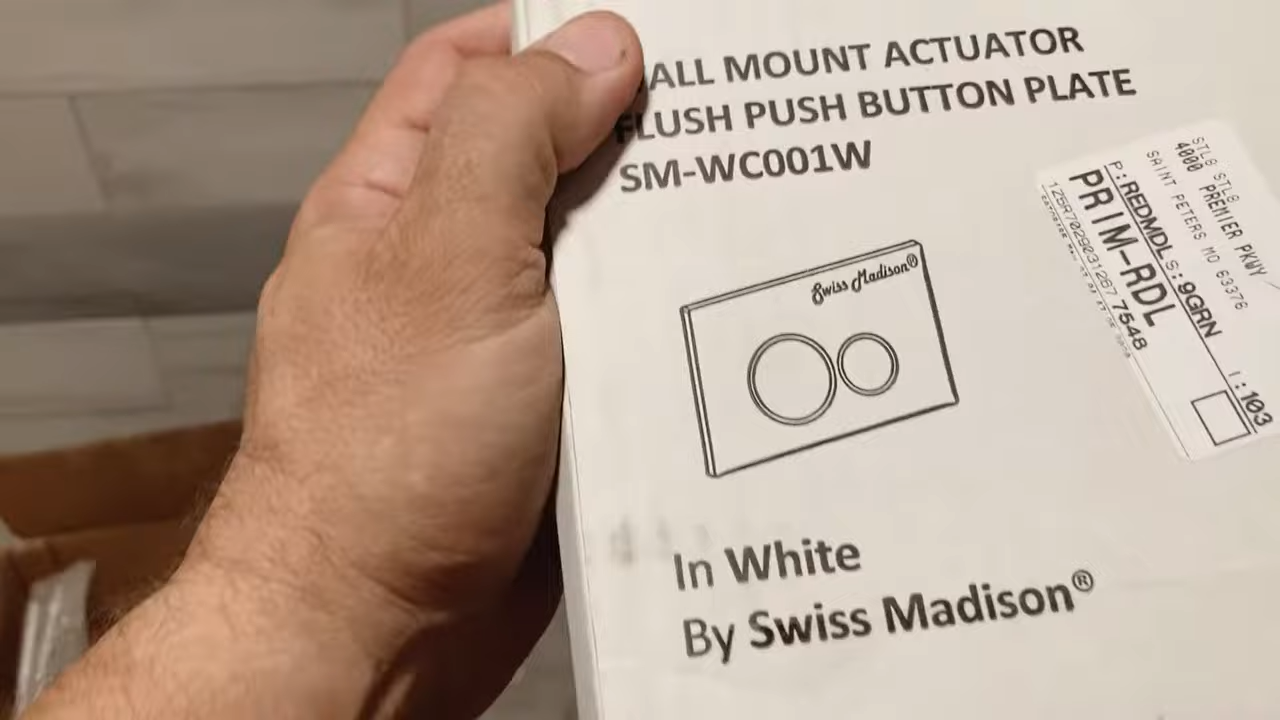 ALL MOUNT ACTUATOR
FLUSH PUSH BUTTON PLATE
SM-WC001W
Swiss Madison®
In White
By Swiss Madison®
STL8 STL8
4000 PREMIER PKWY
SAINT PETERS MO 63376
P:REDMDL S:9GRN I:103
PRIM-RDL
7548